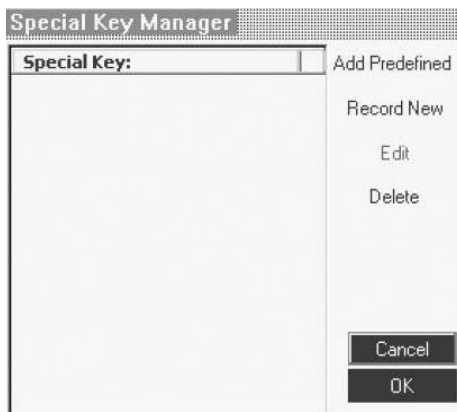 Special Key Manager
Special Key:
Add Predefined
Record New
Edit
Delete
Cancel
OK